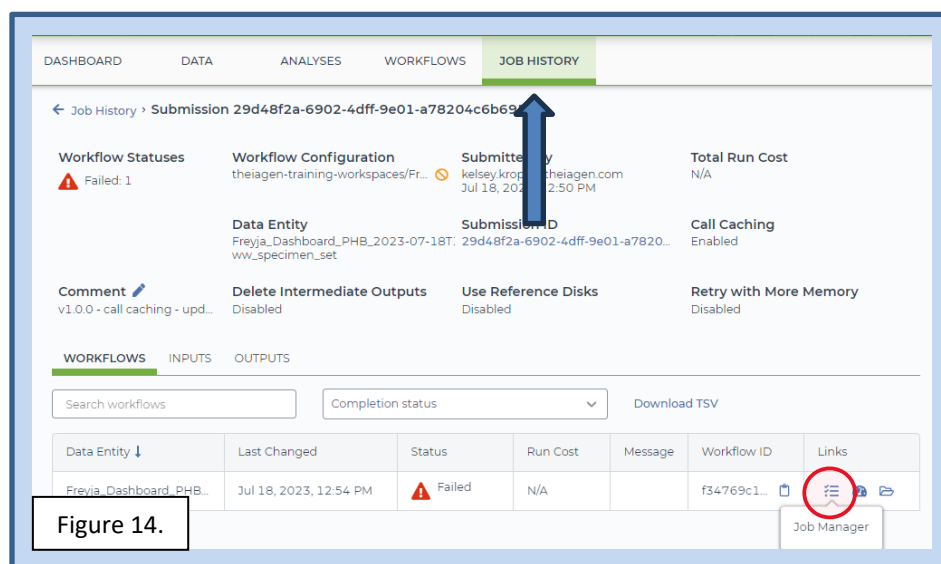 DASHBOARD DATA ANALYSES WORKFLOWS JOB HISTORY
← Job History › Submission 29d48f2a-6902-4dff-9e01-a78204c6b69
Workflow Statuses Workflow Configuration Submitte y Total Run Cost
Failed: 1 theiagen-training-workspaces/Fr... kelsey.krop theiagen.com N/A
Jul 18, 202 2:50 PM
Data Entity Submission ID Call Caching
Freyja_Dashboard_PHB_2023-07-18T: 29d48f2a-6902-4dff-9e01-a7820... Enabled
ww_specimen_set
Comment Delete Intermediate Outputs Use Reference Disks Retry with More Memory
v1.0.0 - call caching - upd... Disabled Disabled Disabled
WORKFLOWS INPUTS OUTPUTS
Search workflows Completion status Download TSV
Data Entity ↓ Last Changed Status Run Cost Message Workflow ID Links
Freyja_Dashboard_PHB... Jul 18, 2023, 12:54 PM Failed N/A f34769c1...
Figure 14.
Job Manager